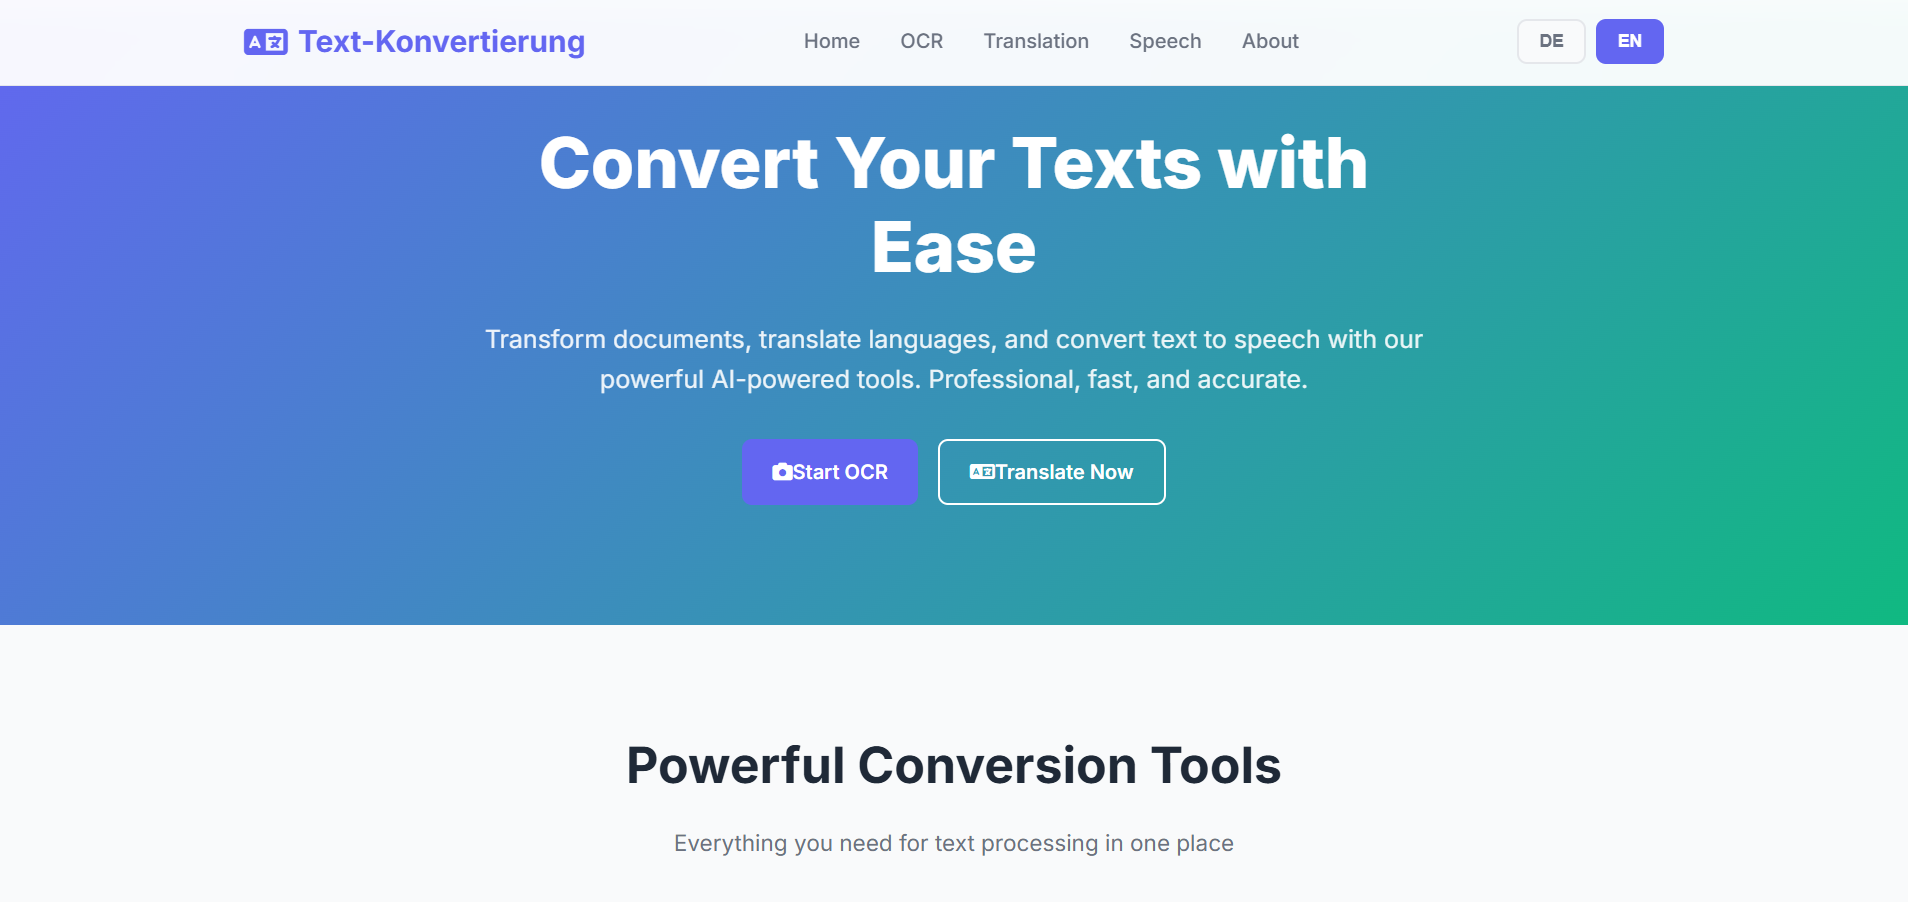 Text-Konvertierung
Home
OCR
Translation
Speech
About
DE
EN
Convert Your Texts with
Ease
Transform documents, translate languages, and convert text to speech with our
powerful AI-powered tools. Professional, fast, and accurate.
Start OCR
Translate Now
Powerful Conversion Tools
Everything you need for text processing in one place